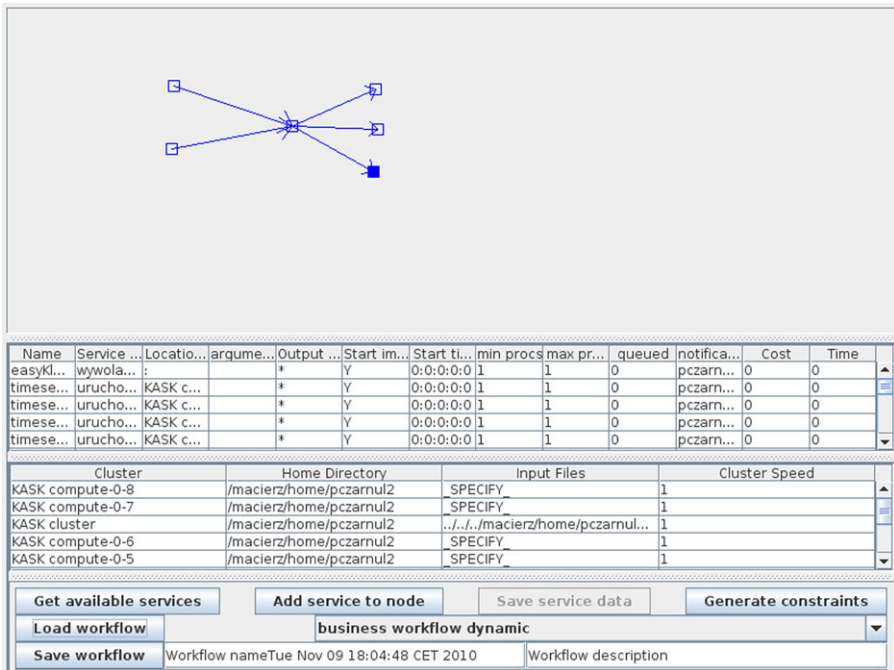 Name Service ... Locatio... argume... Output ... Start im... Start ti... min procs max pr... queued notifica... Cost Time
easyKl... wywola... : * Y 0:0:0:0:0 1 1 0 pczarn... 0 0
timese... urucho... KASK c... * Y 0:0:0:0:0 1 1 0 pczarn... 0 0
timese... urucho... KASK c... * Y 0:0:0:0:0 1 1 0 pczarn... 0 0
timese... urucho... KASK c... * Y 0:0:0:0:0 1 1 0 pczarn... 0 0
timese... urucho... KASK c... * Y 0:0:0:0:0 1 1 0 pczarn... 0 0
Cluster Home Directory Input Files Cluster Speed
KASK compute-0-8 /macierz/home/pczarnul2 _SPECIFY_ 1
KASK compute-0-7 /macierz/home/pczarnul2 _SPECIFY_ 1
KASK cluster /macierz/home/pczarnul2 ../../../macierz/home/pczarnul... 1
KASK compute-0-6 /macierz/home/pczarnul2 _SPECIFY_ 1
KASK compute-0-5 /macierz/home/pczarnul2 _SPECIFY_ 1
Get available services Add service to node Save service data Generate constraints
Load workflow business workflow dynamic
Save workflow Workflow nameTue Nov 09 18:04:48 CET 2010 Workflow description